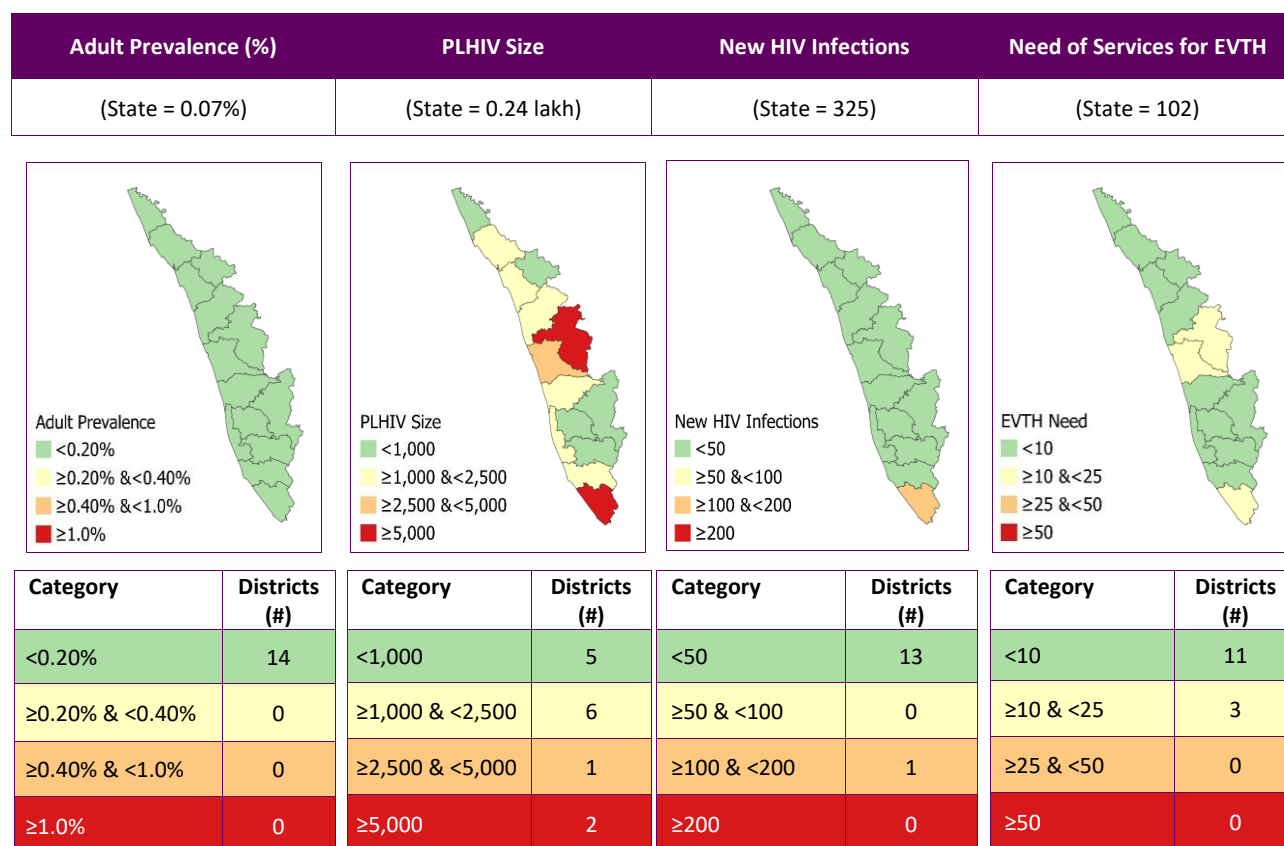 Adult Prevalence (%) PLHIV Size New HIV Infections Need of Services for EVTH
(State = 0.07%) (State = 0.24 lakh) (State = 325) (State = 102)
Adult Prevalence
<0.20%
≥0.20% &<0.40%
≥0.40% &<1.0%
≥1.0%
PLHIV Size
<1,000
≥1,000 &<2,500
≥2,500 &<5,000
≥5,000
New HIV Infections
<50
≥50 &<100
≥100 &<200
≥200
EVTH Need
<10
≥10 &<25
≥25 &<50
≥50
Category Districts (#)
<0.20% 14
≥0.20% & <0.40% 0
≥0.40% & <1.0% 0
≥1.0% 0
Category Districts (#)
<1,000 5
≥1,000 & <2,500 6
≥2,500 & <5,000 1
≥5,000 2
Category Districts (#)
<50 13
≥50 & <100 0
≥100 & <200 1
≥200 0
Category Districts (#)
<10 11
≥10 & <25 3
≥25 & <50 0
≥50 0